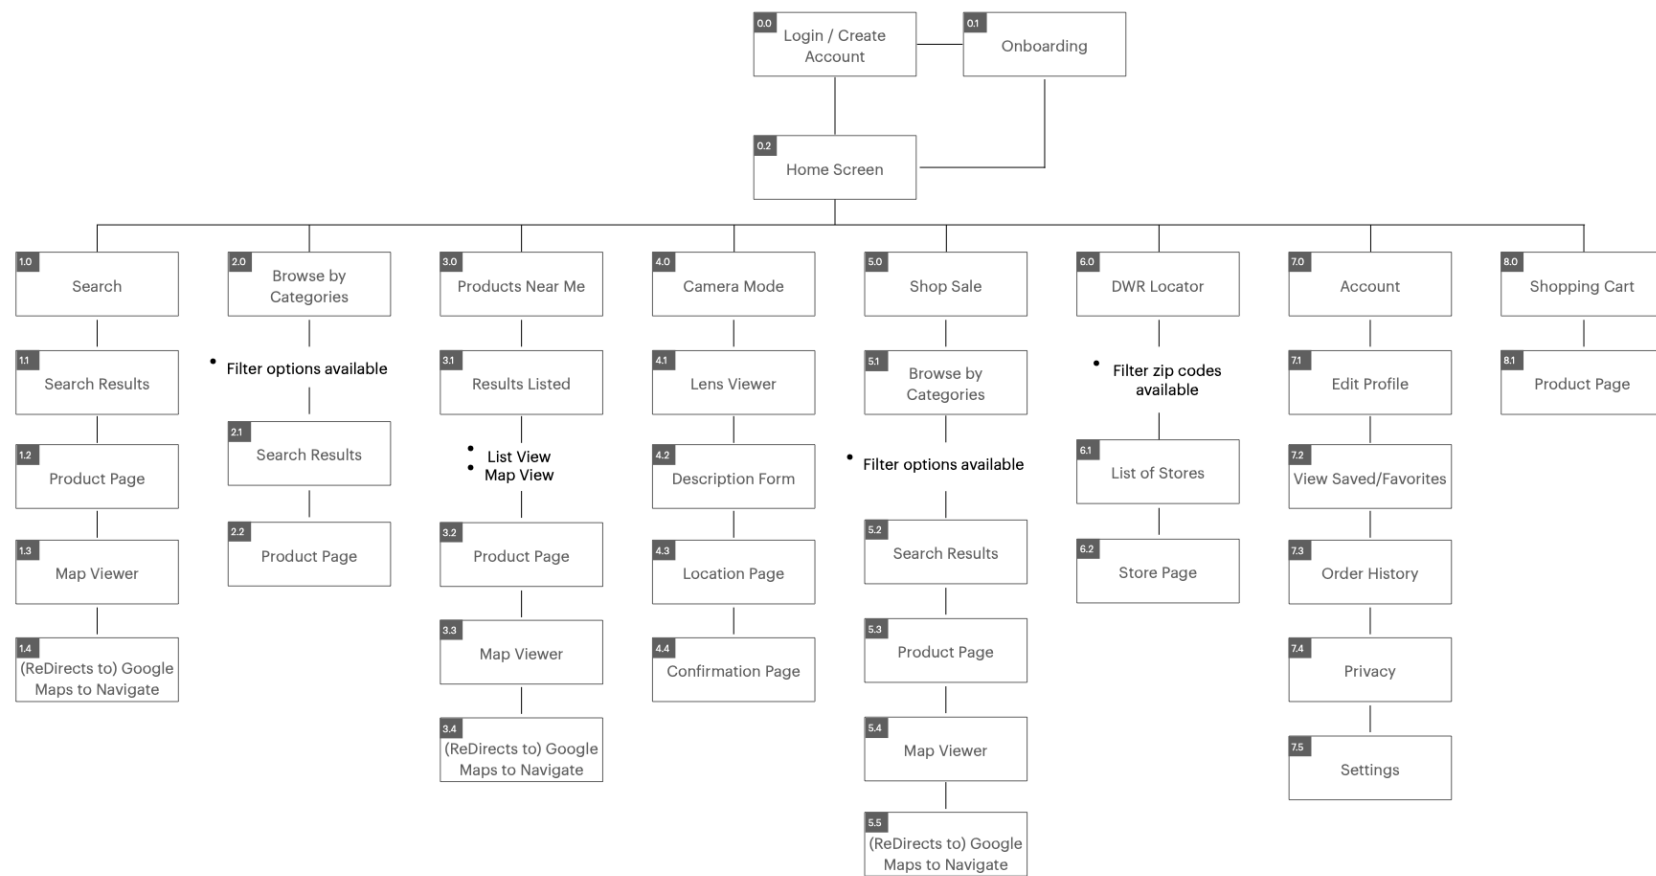 0.0
Login / Create
Account
0.1
Onboarding
0.2
Home Screen
1.0
Search
1.1
Search Results
1.2
Product Page
1.3
Map Viewer
1.4
(ReDirects to) Google
Maps to Navigate
2.0
Browse by
Categories
• Filter options available
2.1
Search Results
2.2
Product Page
3.0
Products Near Me
3.1
Results Listed
• List View
• Map View
3.2
Product Page
3.3
Map Viewer
3.4
(ReDirects to) Google
Maps to Navigate
4.0
Camera Mode
4.1
Lens Viewer
4.2
Description Form
4.3
Location Page
4.4
Confirmation Page
5.0
Shop Sale
5.1
Browse by
Categories
• Filter options available
5.2
Search Results
5.3
Product Page
5.4
Map Viewer
5.5
(ReDirects to) Google
Maps to Navigate
6.0
DWR Locator
• Filter zip codes
available
6.1
List of Stores
6.2
Store Page
7.0
Account
7.1
Edit Profile
7.2
View Saved/Favorites
7.3
Order History
7.4
Privacy
7.5
Settings
8.0
Shopping Cart
8.1
Product Page